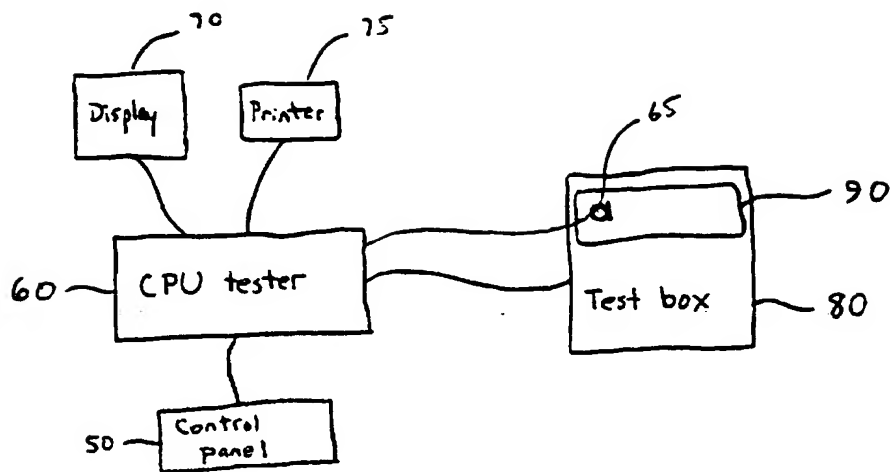 70
75
Display
Printer
65
90
60
CPU tester
Test box
80
50
Control
panel